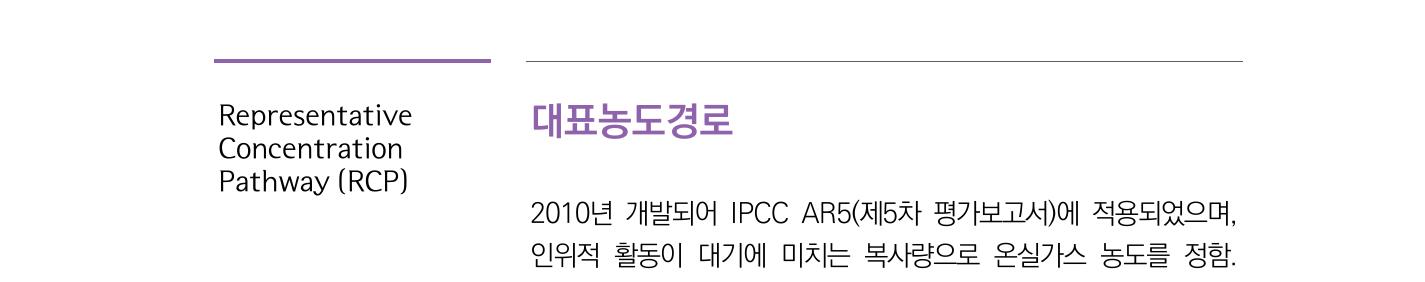 Representative
Concentration
Pathway (RCP)
대표농도경로
2010년 개발되어 IPCC AR5(제5차 평가보고서)에 적용되었으며,
인위적 활동이 대기에 미치는 복사량으로 온실가스 농도를 정함.